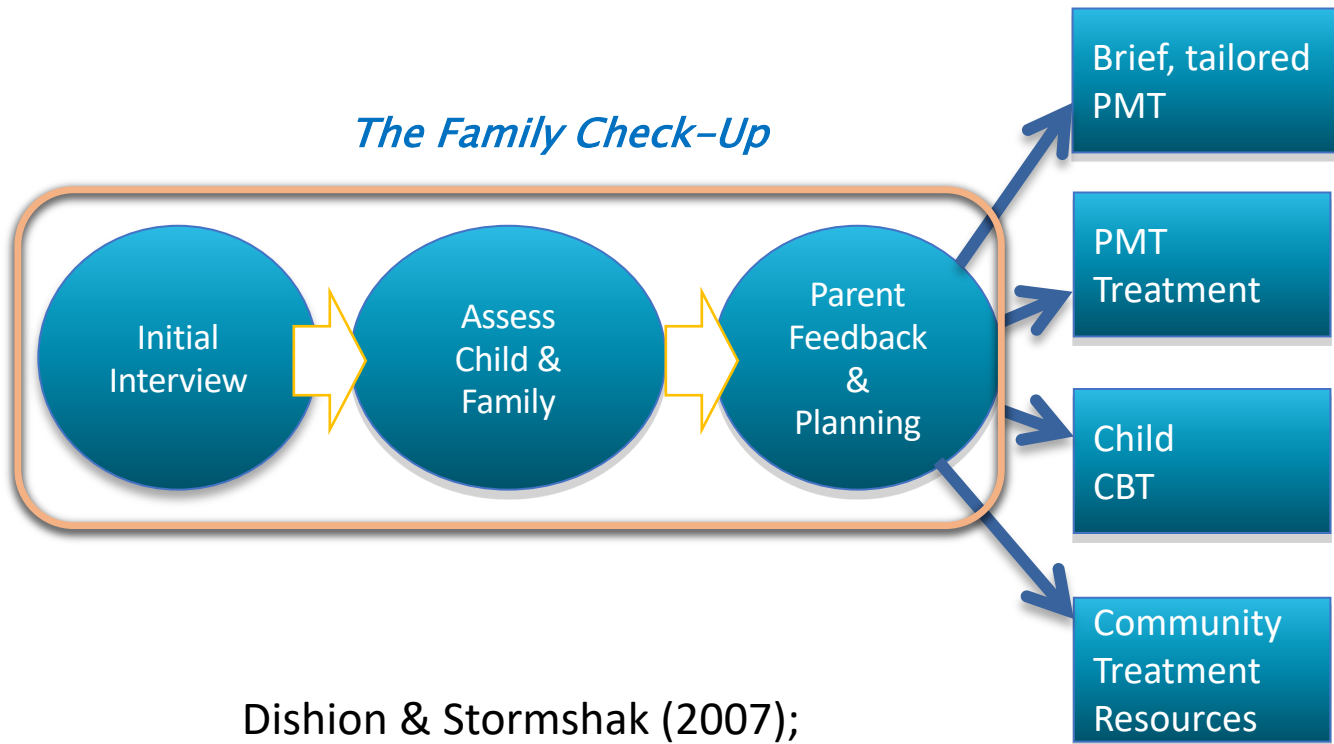 The Family Check-Up
Initial
Interview
Assess
Child &
Family
Parent
Feedback
&
Planning
Brief, tailored
PMT
PMT
Treatment
Child
CBT
Community
Treatment
Resources
Dishion & Stormshak (2007);